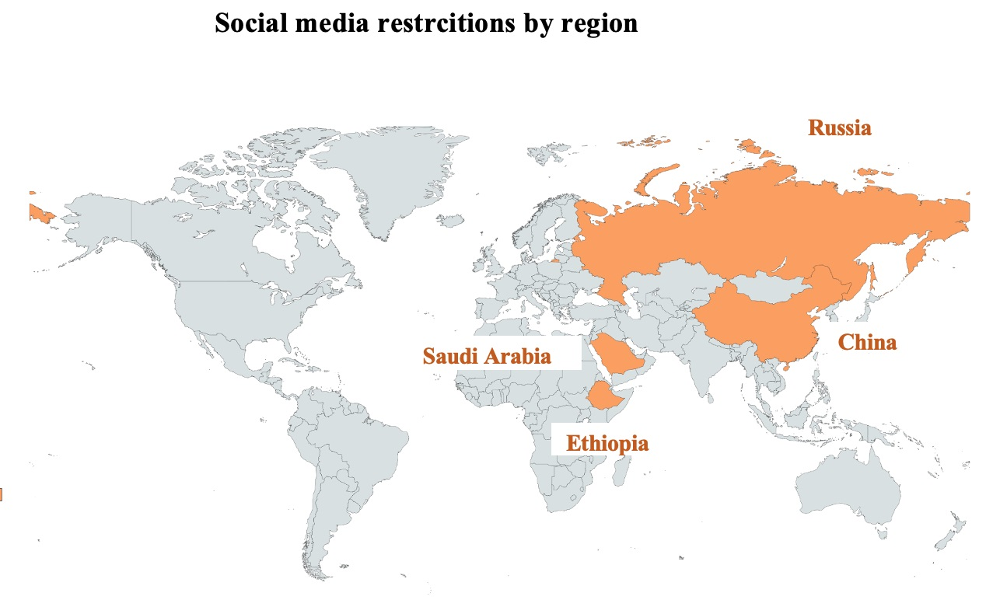 Social media restrcitions by region
Russia
China
Saudi Arabia
Ethiopia